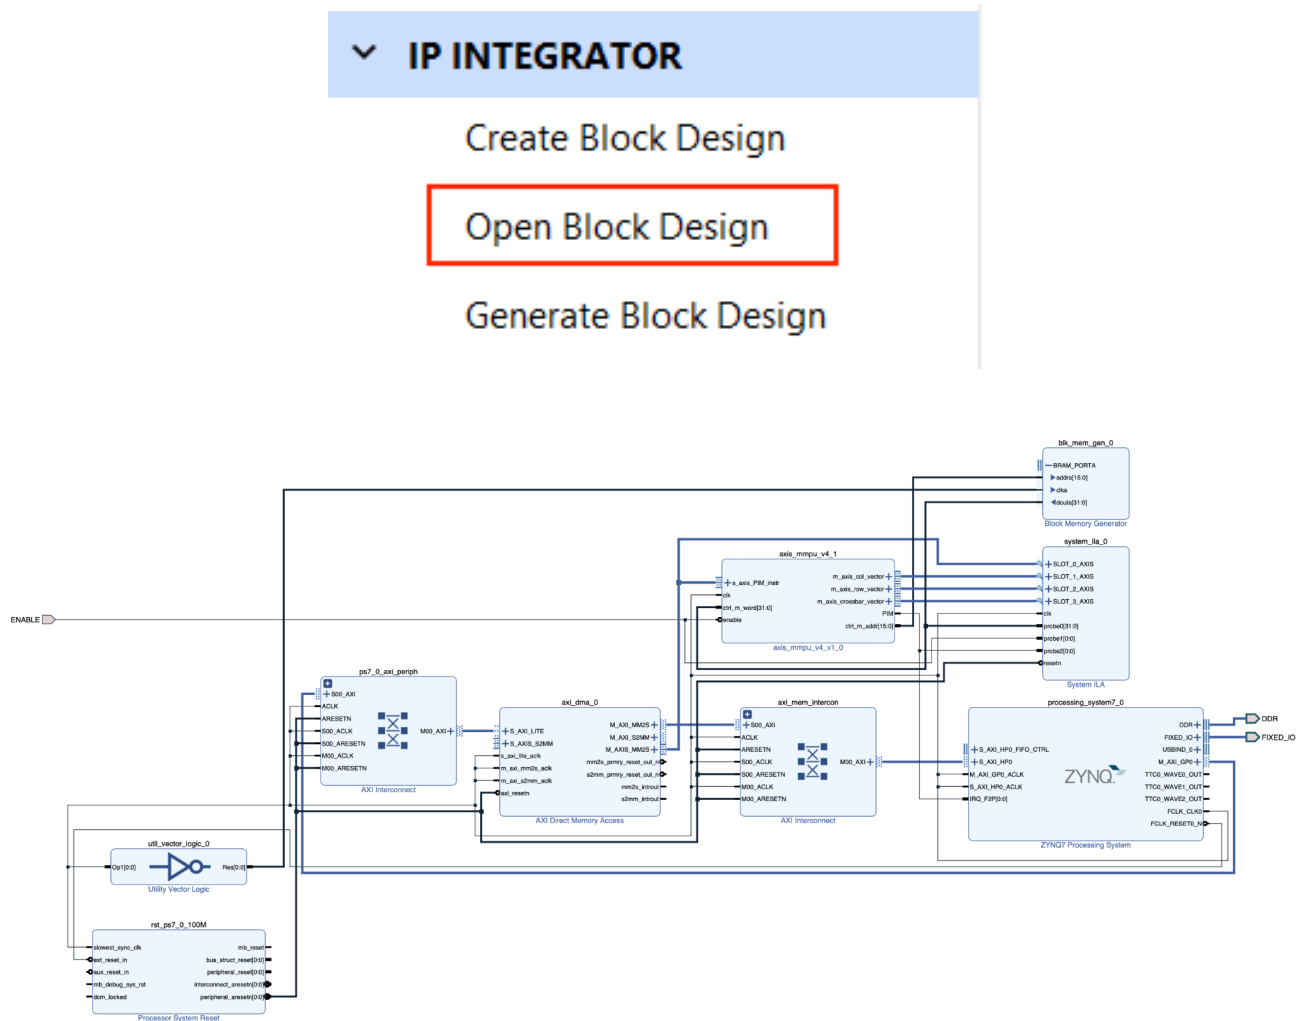 IP INTEGRATOR
Create Block Design
Open Block Design
Generate Block Design
blk_mem_gen_0
BRAM_PORTA
addra[15:0]
clka
douta[31:0]
Block Memory Generator
system_ila_0
SLOT_0_AXIS
SLOT_1_AXIS
SLOT_2_AXIS
SLOT_3_AXIS
clk
probe0[31:0]
probe1[0:0]
probe2[0:0]
resetn
System ILA
axis_mmpu_v4_1
s_axis_PIM_instr
clk
ctrl_m_word[31:0]
enable
m_axis_col_vector
m_axis_row_vector
m_axis_crossbar_vector
PIM
ctrl_m_addr[15:0]
axis_mmpu_v4_v1_0
ENABLE
ps7_0_axi_periph
S00_AXI
ACLK
ARESETN
S00_ACLK
S00_ARESETN
M00_ACLK
M00_ARESETN
M00_AXI
AXI Interconnect
axi_dma_0
S_AXI_LITE
S_AXIS_S2MM
s_axi_lite_aclk
m_axi_mm2s_aclk
m_axi_s2mm_aclk
axi_resetn
M_AXI_MM2S
M_AXI_S2MM
M_AXIS_MM2S
mm2s_prmry_reset_out_n
s2mm_prmry_reset_out_n
mm2s_introut
s2mm_introut
AXI Direct Memory Access
axi_mem_intercon
S00_AXI
ACLK
ARESETN
S00_ACLK
S00_ARESETN
M00_ACLK
M00_ARESETN
M00_AXI
AXI Interconnect
processing_system7_0
S_AXI_HP0_FIFO_CTRL
S_AXI_HP0
M_AXI_GP0_ACLK
S_AXI_HP0_ACLK
IRQ_F2P[0:0]
ZYNQ
DDR
FIXED_IO
USBIND_0
M_AXI_GP0
TTC0_WAVE0_OUT
TTC0_WAVE1_OUT
TTC0_WAVE2_OUT
FCLK_CLK0
FCLK_RESET0_N
ZYNQ7 Processing System
DDR
FIXED_IO
util_vector_logic_0
Op1[0:0]
Res[0:0]
Utility Vector Logic
rst_ps7_0_100M
slowest_sync_clk
ext_reset_in
aux_reset_in
mb_debug_sys_rst
dcm_locked
mb_reset
bus_struct_reset[0:0]
peripheral_reset[0:0]
interconnect_aresetn[0:0]
peripheral_aresetn[0:0]
Processor System Reset